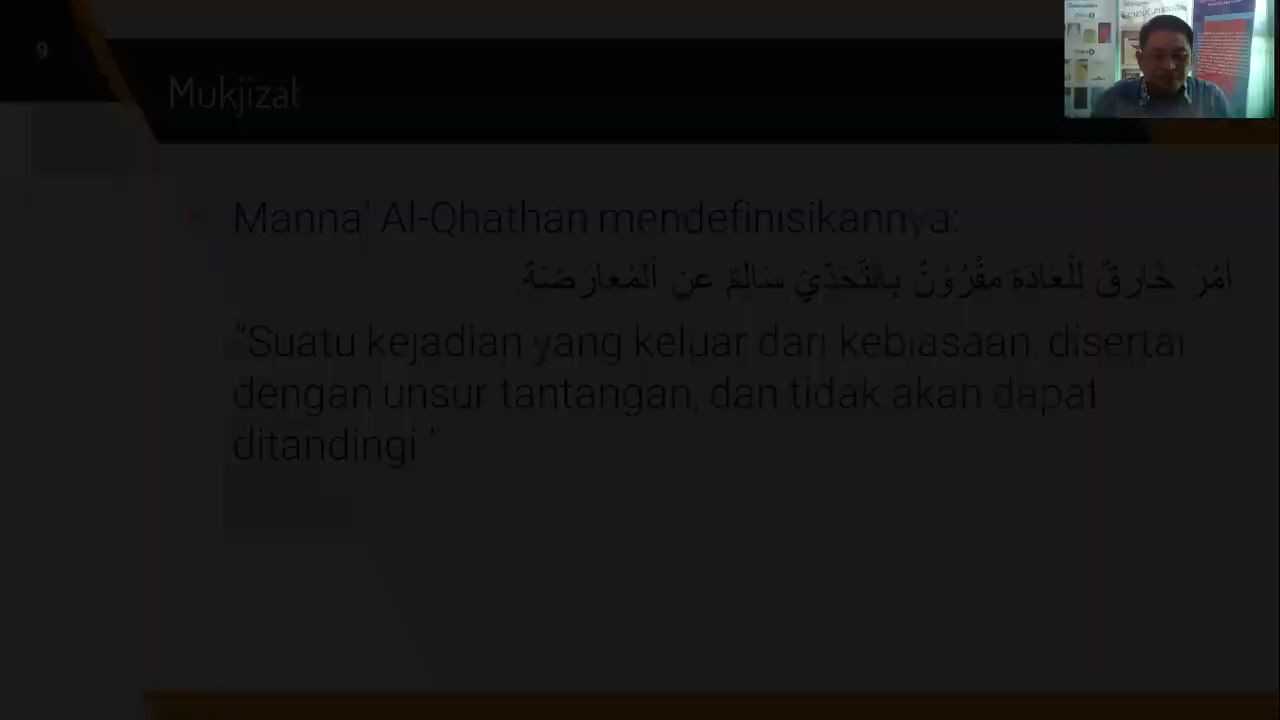 9
Mukjizat
Manna' Al-Qhathan mendefinisikannya:
أَمْرٌ خَارِقٌ لِلْعَادَةِ مَقْرُوْنٌ بِالتَّحَدِّيْ سَالِمٌ عَنِ الْمُعَارَضَةِ.
"Suatu kejadian yang keluar dari kebiasaan, disertai
dengan unsur tantangan, dan tidak akan dapat
ditandingi."